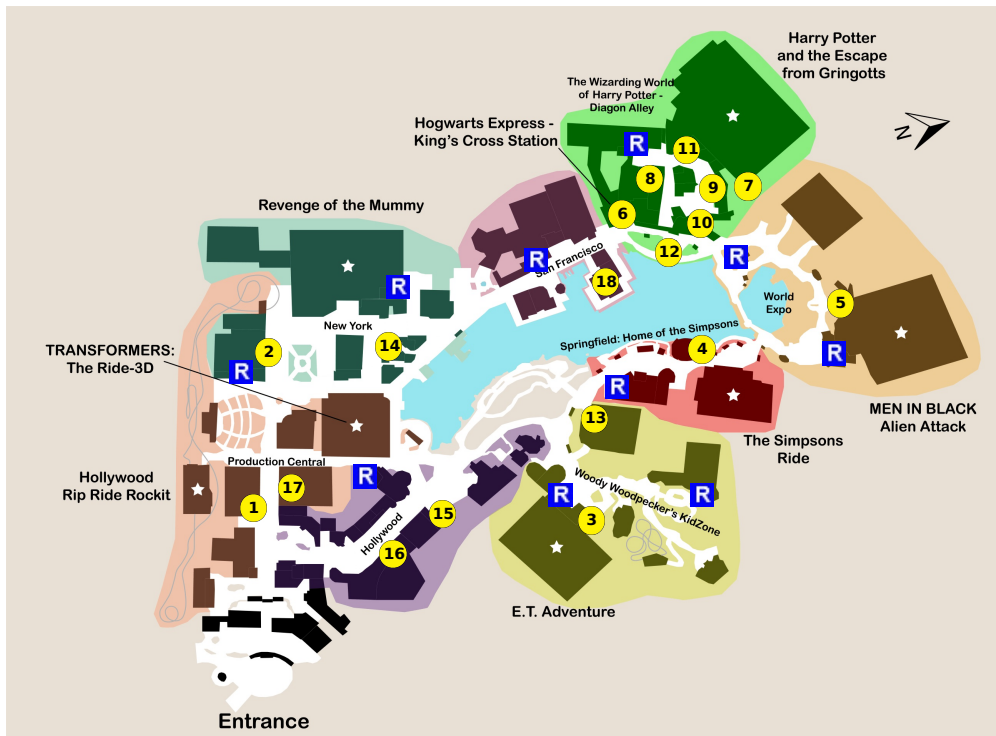 Harry Potter
and the Escape
from Gringotts
The Wizarding World
of Harry Potter -
Diagon Alley
Hogwarts Express -
King's Cross Station
N
R
11
8
9
7
6
10
12
Revenge of the Mummy
San Francisco
R
R
R
18
World
Expo
5
New York
Springfield: Home of the Simpsons
TRANSFORMERS:
The Ride-3D
2
14
4
R
R
R
MEN IN BLACK
Alien Attack
13
The Simpsons
Ride
Production Central
Hollywood
Rip Ride Rockit
R
17
1
Woody Woodpecker's KidZone
R
R
15
3
Hollywood
16
E.T. Adventure
Entrance